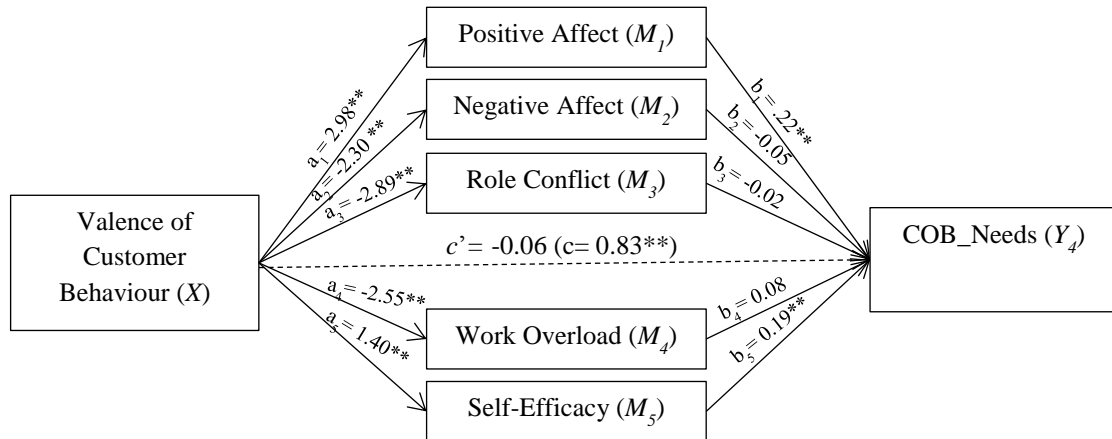 Positive Affect (M1)
Negative Affect (M2)
Role Conflict (M3)
Valence of
Customer
Behaviour (X)
COB_Needs (Y4)
Work Overload (M4)
Self-Efficacy (M5)
a1= 2.98**
a2= -2.30 **
a3= -2.89**
a4= -2.55**
a5= 1.40**
b1= .22**
b2= -0.05
b3= -0.02
c’= -0.06 (c= 0.83**)
b4= 0.08
b5= 0.19**